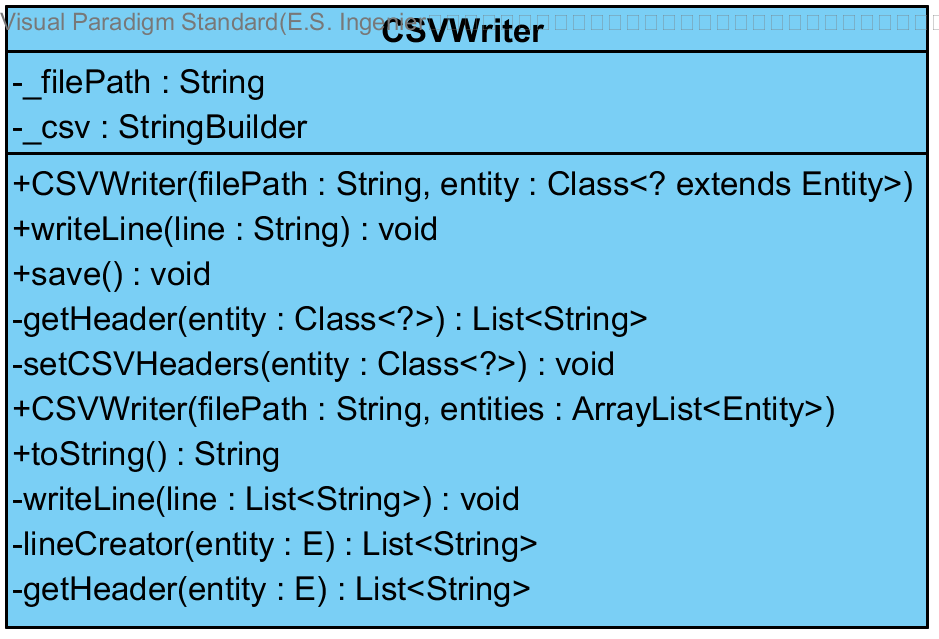 Visual Paradigm Standard(E.S. Ingenier
CSVWriter
-_filePath : String
-_csv : StringBuilder
+CSVWriter(filePath : String, entity : Class<? extends Entity>)
+writeLine(line : String) : void
+save() : void
-getHeader(entity : Class<?>) : List<String>
-setCSVHeaders(entity : Class<?>) : void
+CSVWriter(filePath : String, entities : ArrayList<Entity>)
+toString() : String
-writeLine(line : List<String>) : void
-lineCreator(entity : E) : List<String>
-getHeader(entity : E) : List<String>